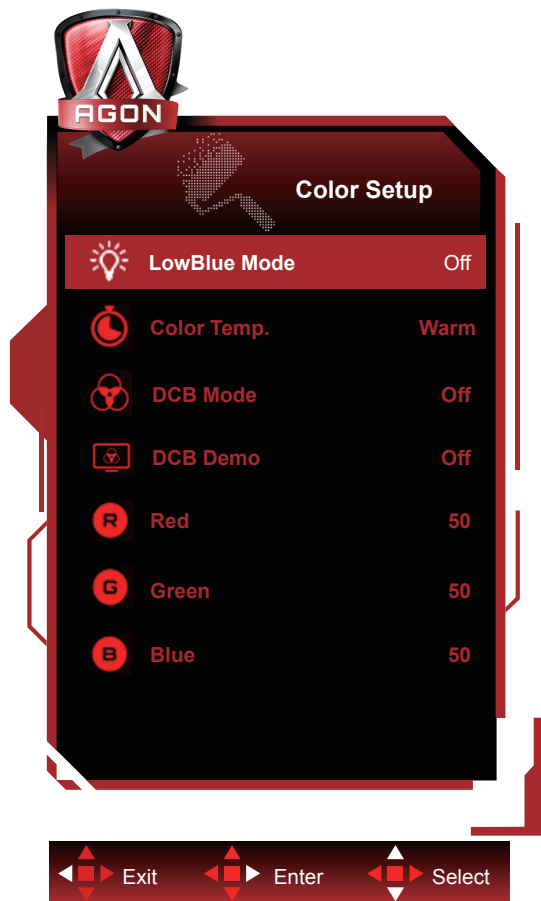 AGON
Color Setup
LowBlue Mode Off
Color Temp. Warm
DCB Mode Off
DCB Demo Off
R Red 50
G Green 50
B Blue 50
Exit Enter Select